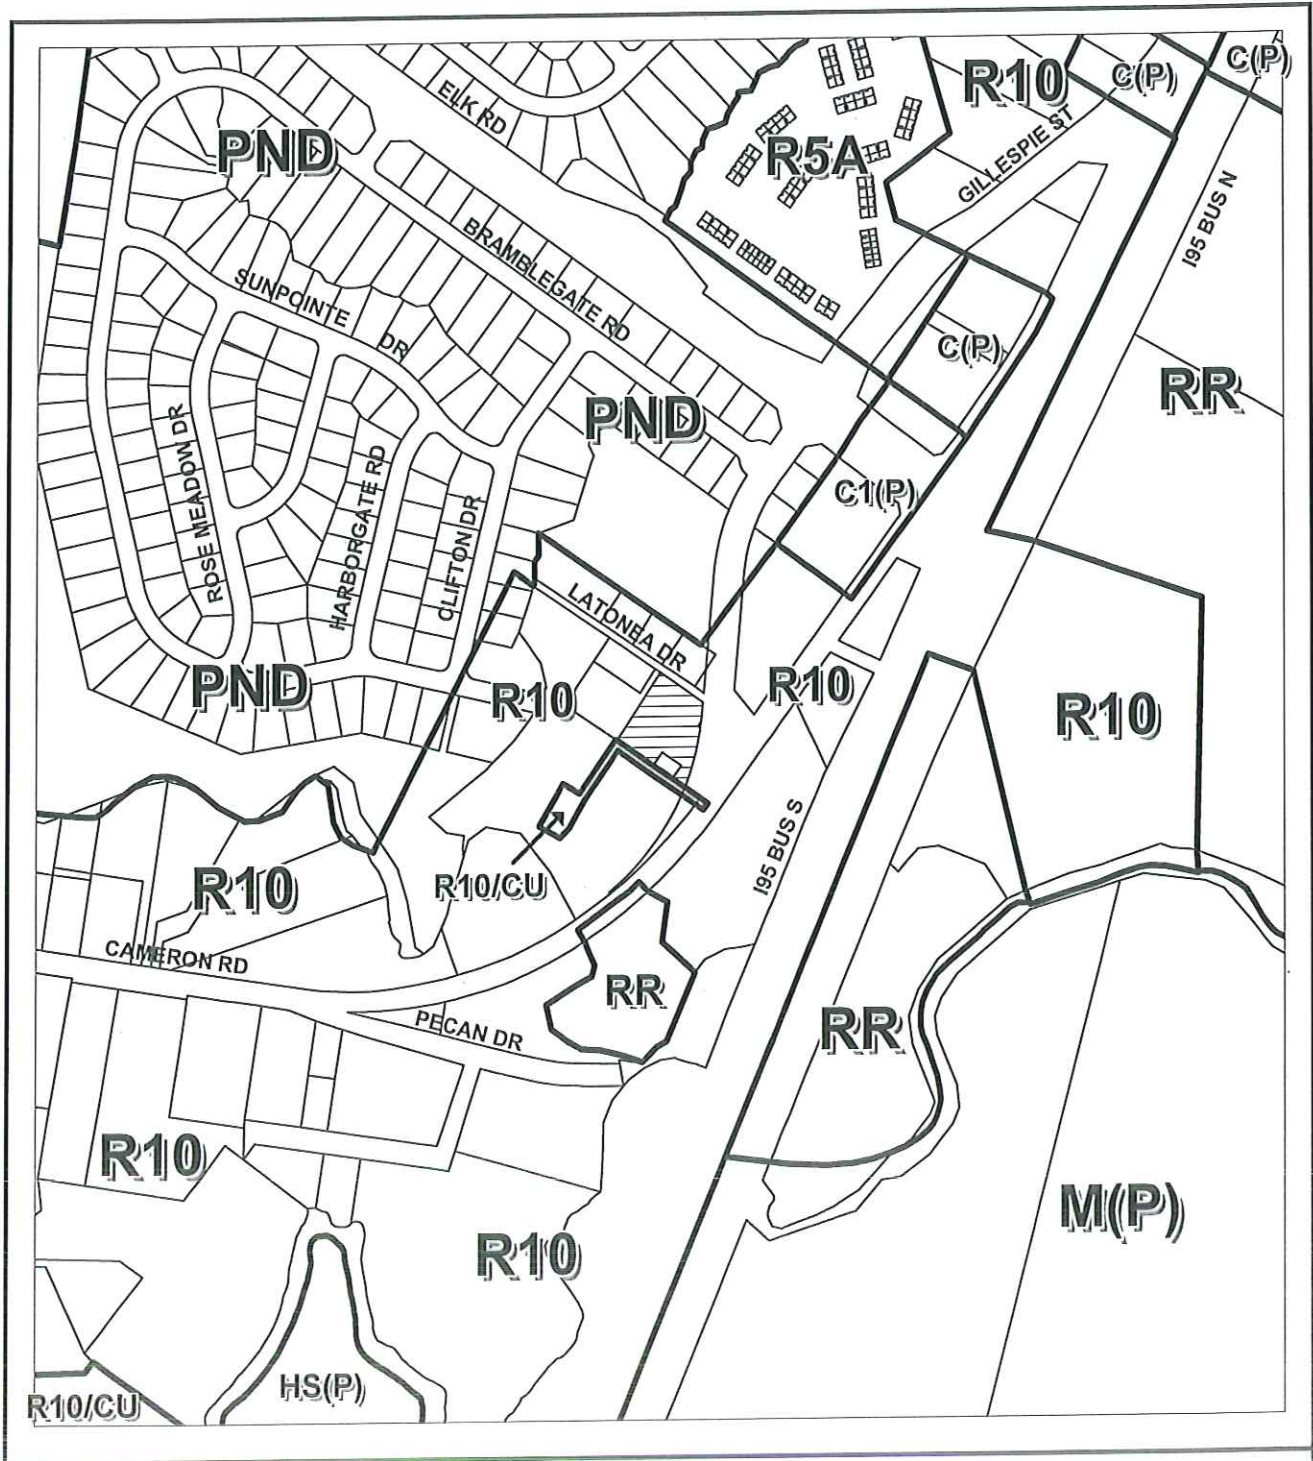 C(P)
C(P)
R10
ELK RD
PND
R5A
GILLESPIE ST
I95 BUS N
BRAMBLEGATE RD
SUNPOINTE DR
C(P)
RR
PND
ROSE MEADOW DR
HARBORGATE RD
CLIFTON DR
C1(P)
LATONEA DR
PND
R10
R10
R10
I95 BUS S
R10
R10/CU
CAMERON RD
RR
PECAN DR
RR
R10
M(P)
R10
HS(P)
R10/CU